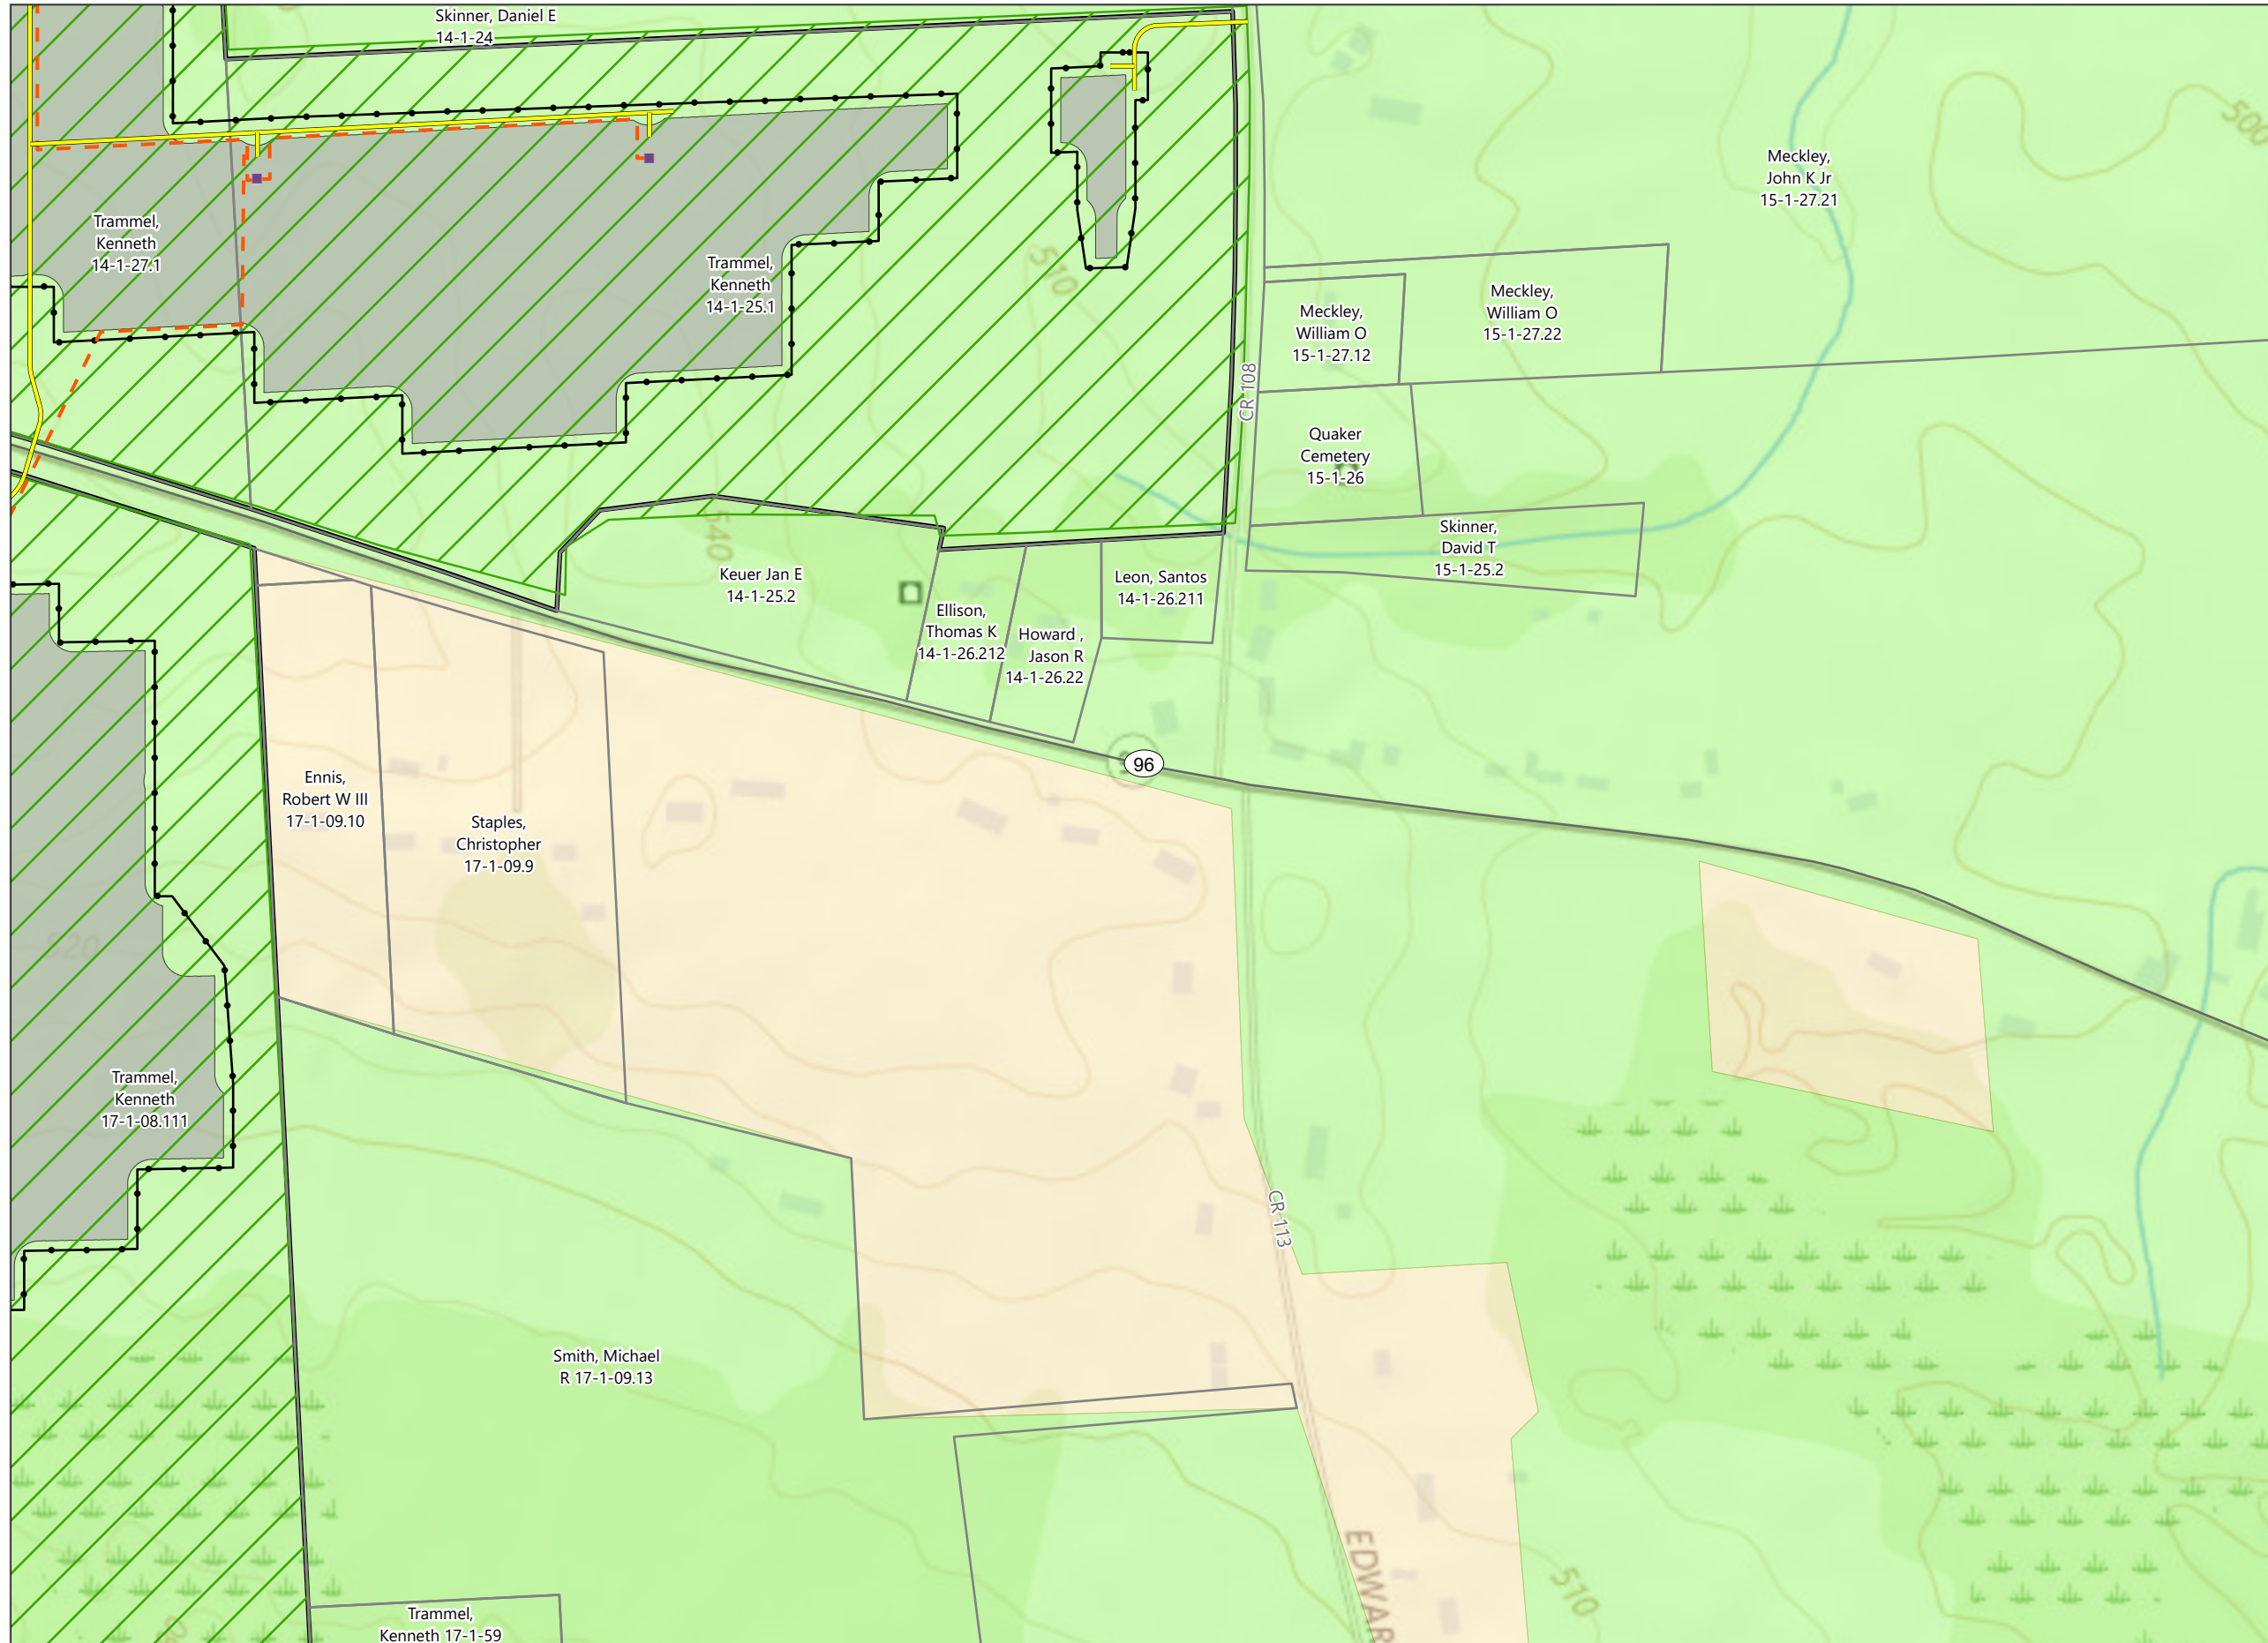 Skinner, Daniel E
14-1-24
500
Meckley,
John K Jr
15-1-27.21
Trammel,
Kenneth
14-1-27.1
Trammel,
Kenneth
14-1-25.1
510
Meckley,
William O
15-1-27.12
Meckley,
William O
15-1-27.22
CR 108
Quaker
Cemetery
15-1-26
540
Skinner,
David T
15-1-25.2
Keuer Jan E
14-1-25.2
Ellison,
Thomas K
14-1-26.212
Howard ,
Jason R
14-1-26.22
Leon, Santos
14-1-26.211
96
Ennis,
Robert W III
17-1-09.10
Staples,
Christopher
17-1-09.9
520
Trammel,
Kenneth
17-1-08.111
CR 113
Smith, Michael
R 17-1-09.13
EDWAR
510
Trammel,
Kenneth 17-1-59